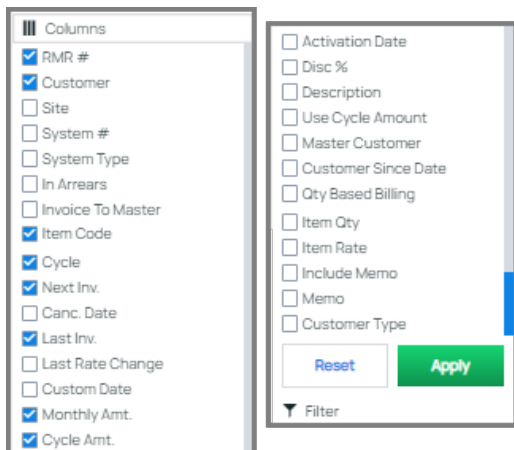 Columns
RMR #
Customer
Site
System #
System Type
In Arrears
Invoice To Master
Item Code
Cycle
Next Inv.
Canc. Date
Last Inv.
Last Rate Change
Custom Date
Monthly Amt.
Cycle Amt.
Activation Date
Disc %
Description
Use Cycle Amount
Master Customer
Customer Since Date
Qty Based Billing
Item Qty
Item Rate
Include Memo
Memo
Customer Type
Reset Apply
Filter